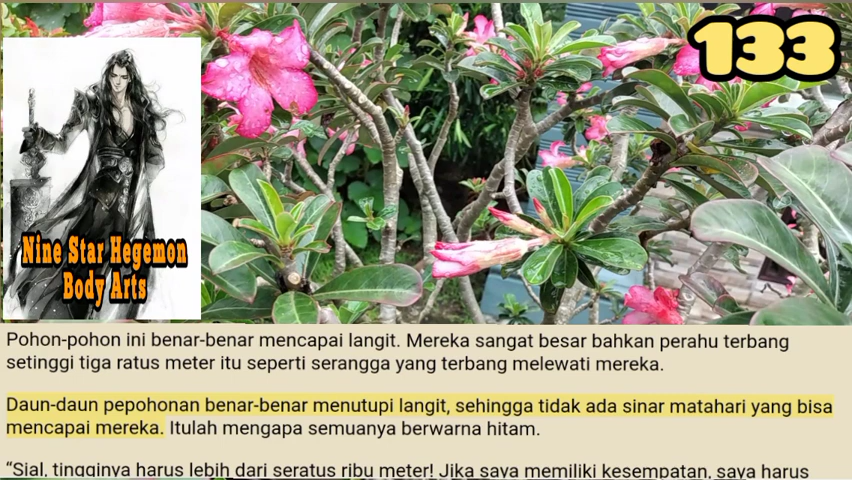 133
Nine Star Hegemon
Body Arts
Pohon-pohon ini benar-benar mencapai langit. Mereka sangat besar bahkan perahu terbang
setinggi tiga ratus meter itu seperti serangga yang terbang melewati mereka.
Daun-daun pepohonan benar-benar menutupi langit, sehingga tidak ada sinar matahari yang bisa
mencapai mereka. Itulah mengapa semuanya berwarna hitam.
“Sial, tingginya harus lebih dari seratus ribu meter! Jika saya memiliki kesempatan, saya harus